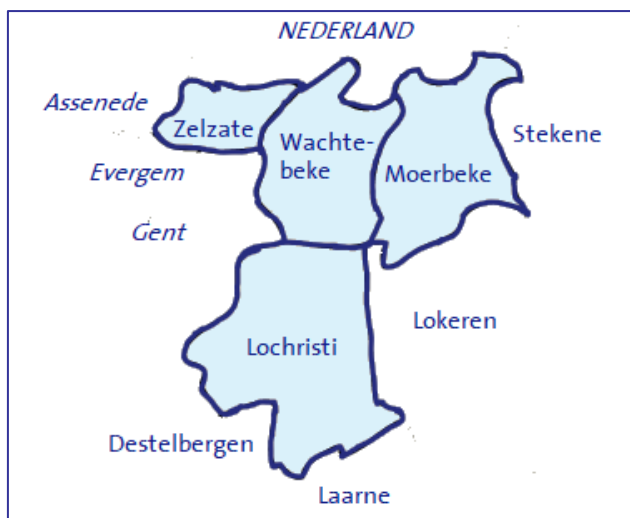 NEDERLAND
Assenede
Zelzate
Wachte-
beke
Stekene
Evergem
Moerbeke
Gent
Lokeren
Lochristi
Destelbergen
Laarne